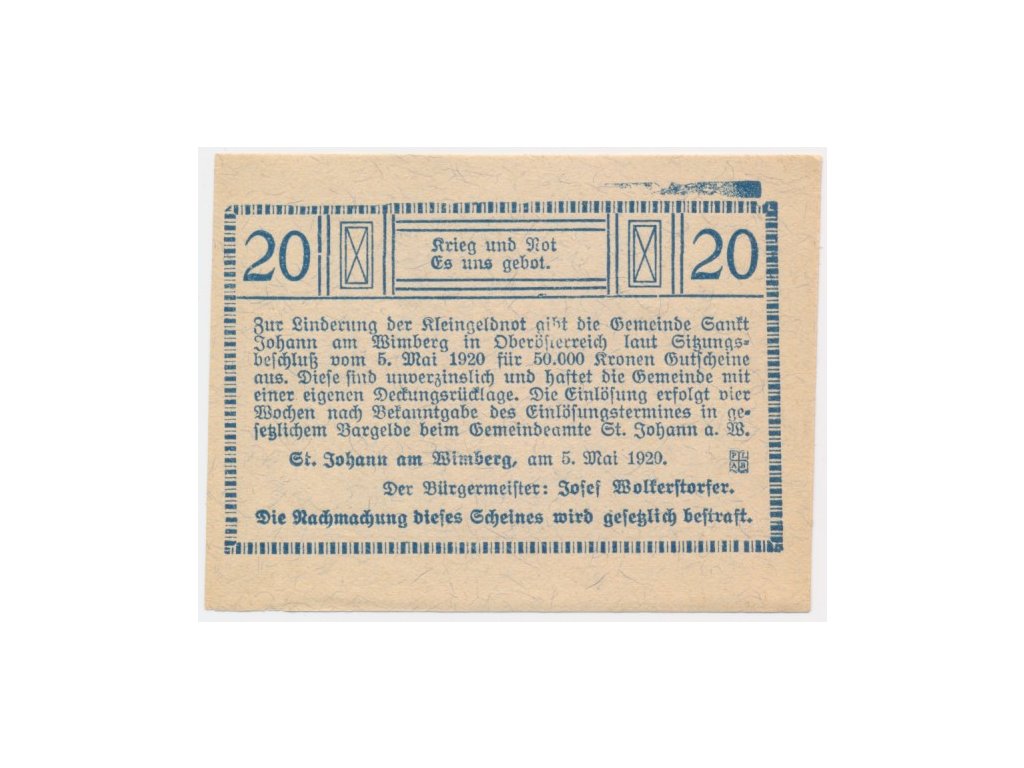 20 Krieg und Not 20
Es uns gebot.
Zur Linderung der Kleingeldnot gibt die Gemeinde Sankt
Johann am Wimberg in Oberösterreich laut Sitzungs-
beschluß vom 5. Mai 1920 für 50.000 Kronen Gutscheine
aus. Diese sind unverzinslich und haftet die Gemeinde mit
einer eigenen Deckungsrücklage. Die Einlösung erfolgt vier
Wochen nach Bekanntgabe des Einlösungstermines in ge-
setzlichem Bargelde beim Gemeindeamte St. Johann a. W.
St. Johann am Wimberg, am 5. Mai 1920.
PL
AB
Der Bürgermeister: Josef Wolkerstorfer.
Die Nachmachung dieses Scheines wird gesetzlich bestraft.